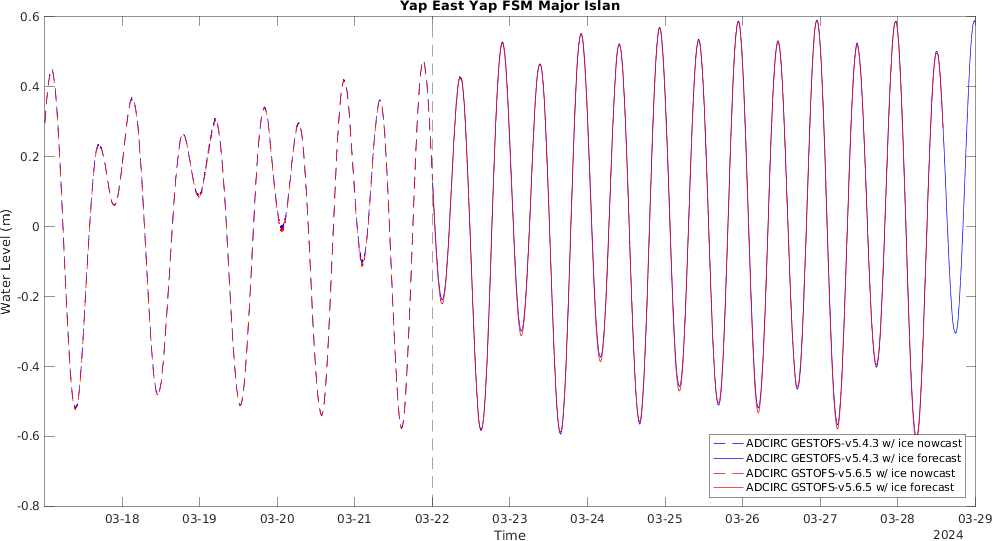 Yap East Yap FSM Major Islan
0.6
0.4
0.2
0
-0.2
-0.4
-0.6
-0.8
Water Level (m)
ADCIRC GESTOFS-v5.4.3 w/ ice nowcast
ADCIRC GESTOFS-v5.4.3 w/ ice forecast
ADCIRC GSTOFS-v5.6.5 w/ ice nowcast
ADCIRC GSTOFS-v5.6.5 w/ ice forecast
03-18 03-19 03-20 03-21 03-22 03-23 03-24 03-25 03-26 03-27 03-28 03-29
Time
2024